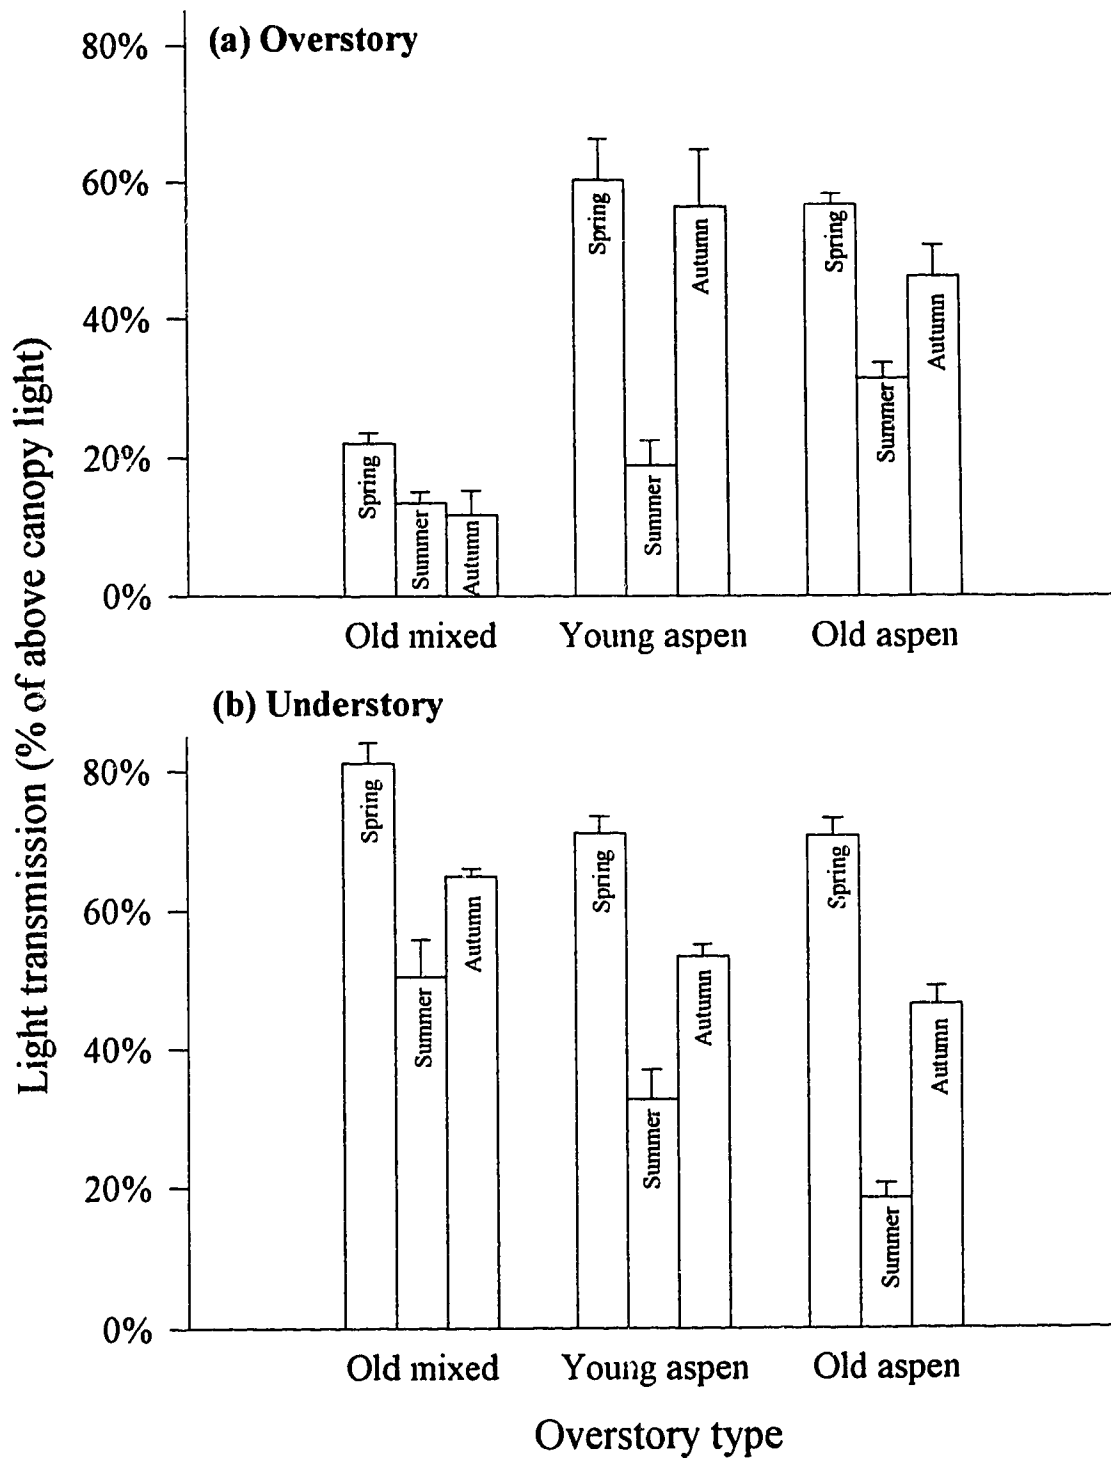 (a) Overstory
80%
60%
40%
20%
0%
Spring
Summer
Autumn
Spring
Summer
Autumn
Spring
Summer
Autumn
Old mixed
Young aspen
Old aspen
Light transmission (% of above canopy light)
(b) Understory
80%
60%
40%
20%
0%
Spring
Summer
Autumn
Spring
Summer
Autumn
Spring
Summer
Autumn
Old mixed
Young aspen
Old aspen
Overstory type